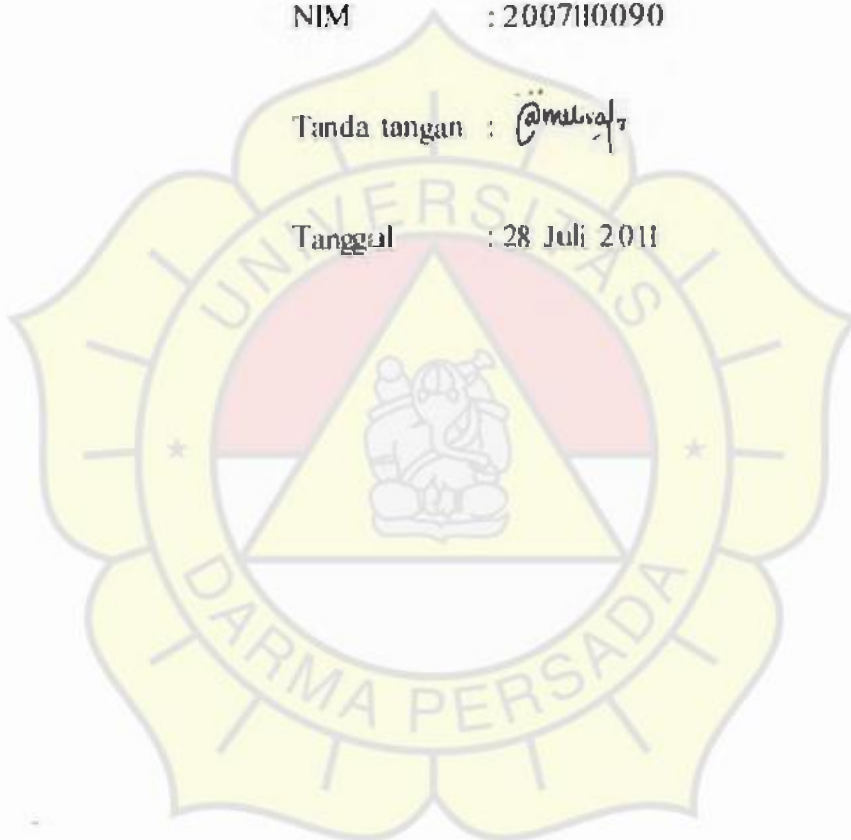 NIM : 2007110090
Tanda tangan :
Tanggal : 28 Juli 2011
UNIVERSITAS
DARMA PERSADA